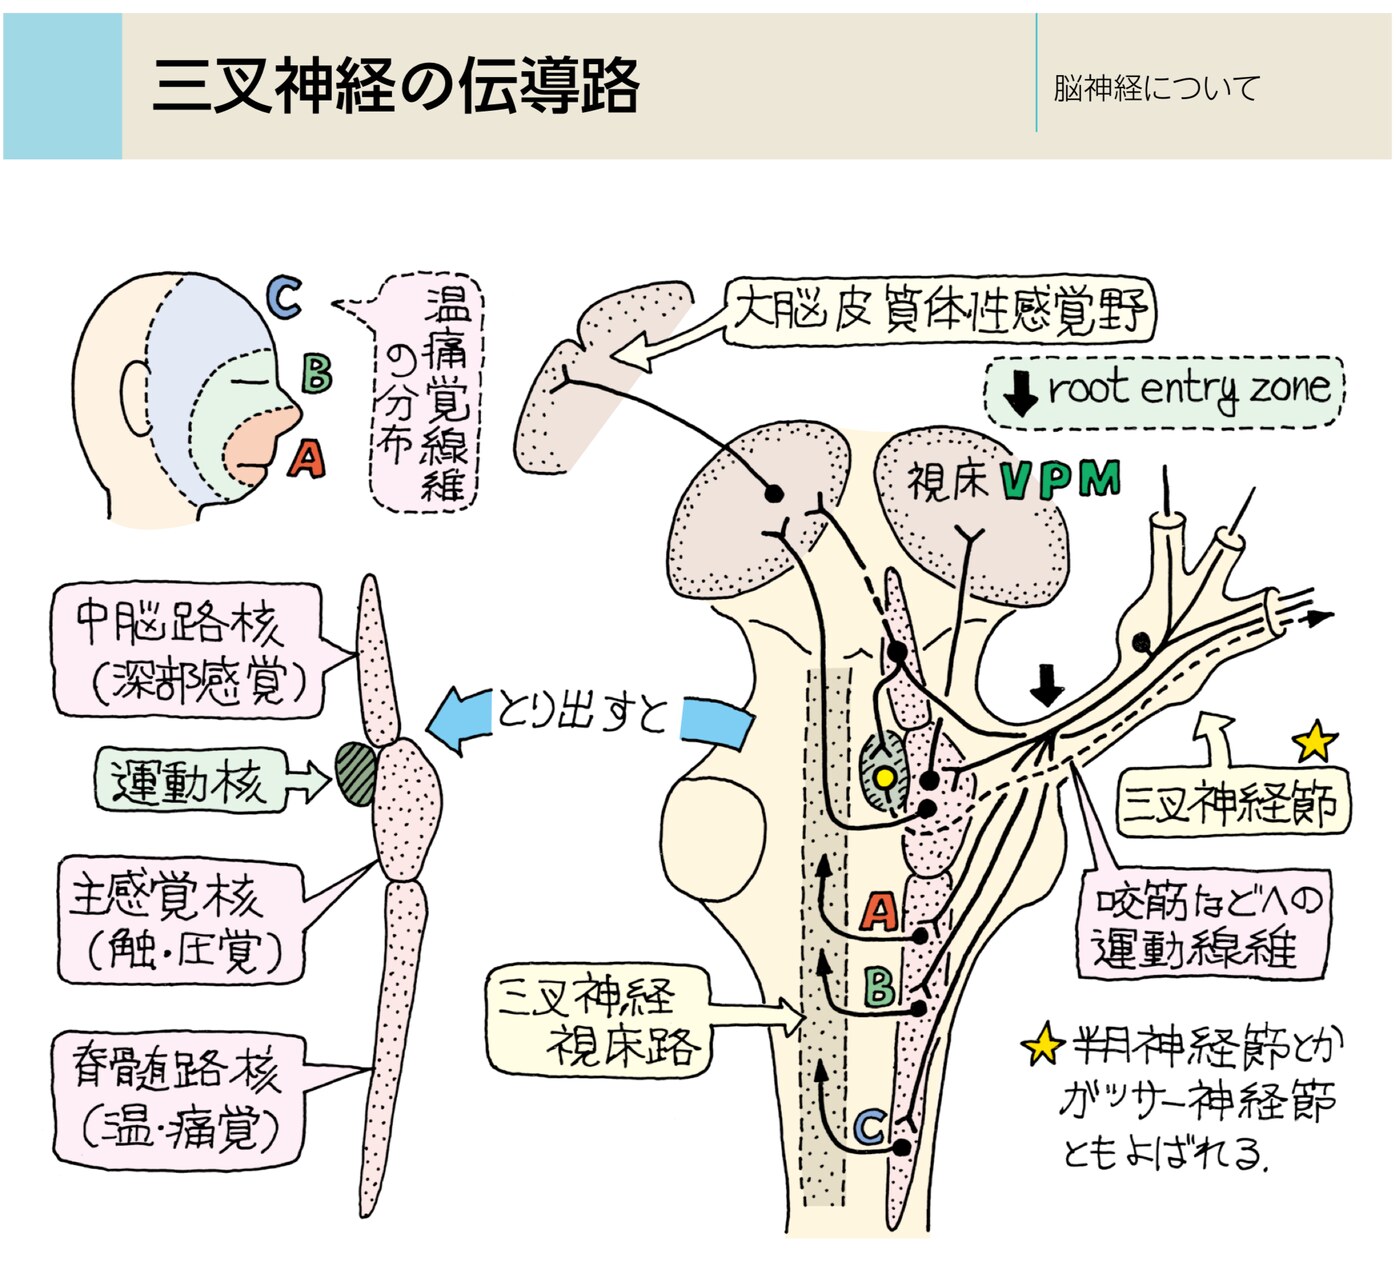 三叉神経の伝導路
脳神経について
C
B
A
温痛覚線維
の分布
大脳皮質体性感覚野
root entry zone
視床 VPM
中脳路核
(深部感覚)
とり出すと
運動核
三叉神経節
主感覚核
(触・圧覚)
咬筋などへの
運動線維
A
B
C
三叉神経
視床路
脊髄路核
(温・痛覚)
半月神経節とか
ガッサー神経節
ともよばれる.